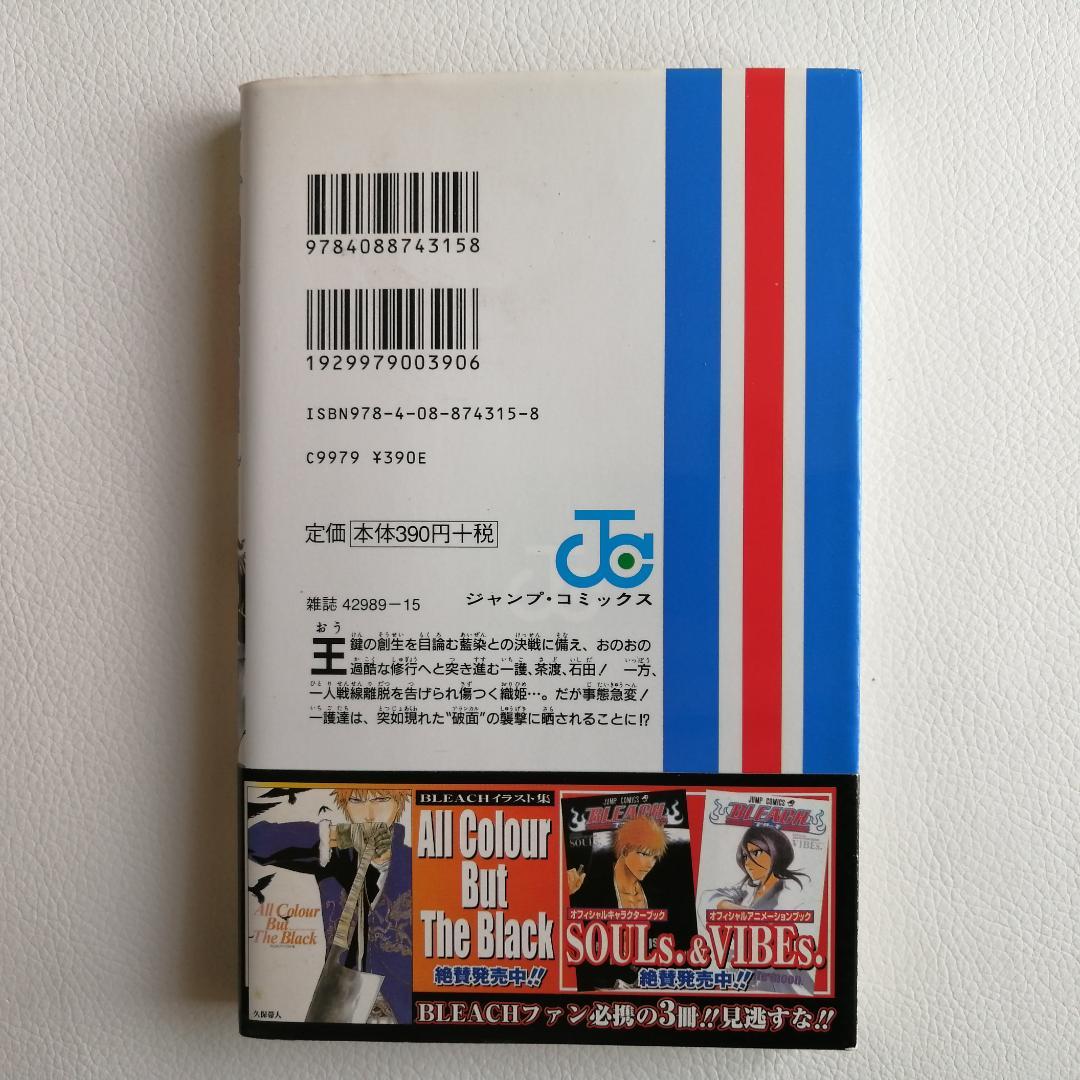 9784088743158
1929979003906
ISBN978-4-08-874315-8
C9979 ¥390E
定価 本体390円+税
ジャンプ・コミックス
雑誌 42989-15
王鍵の創生を目論む藍染との決戦に備え、おのおの
過酷な修行へと突き進む一護、茶渡、石田! 一方、
一人戦線離脱を告げられ傷つく織姫…。だが事態急変!
一護達は、突如現れた“破面”の襲撃に晒されることに!?
All Colour
But
The Black
久保帯人
BLEACHイラスト集
All Colour
But
The Black
絶賛発売中!!
JUMP COMICS
BLEACH
SOULs.
オフィシャルキャラクターブック
JUMP COMICS
BLEACH
VIBEs.
オフィシャルアニメーションブック
SOULs.&VIBEs.
絶賛発売中!!
BLEACHファン必携の3冊!!見逃すな!!